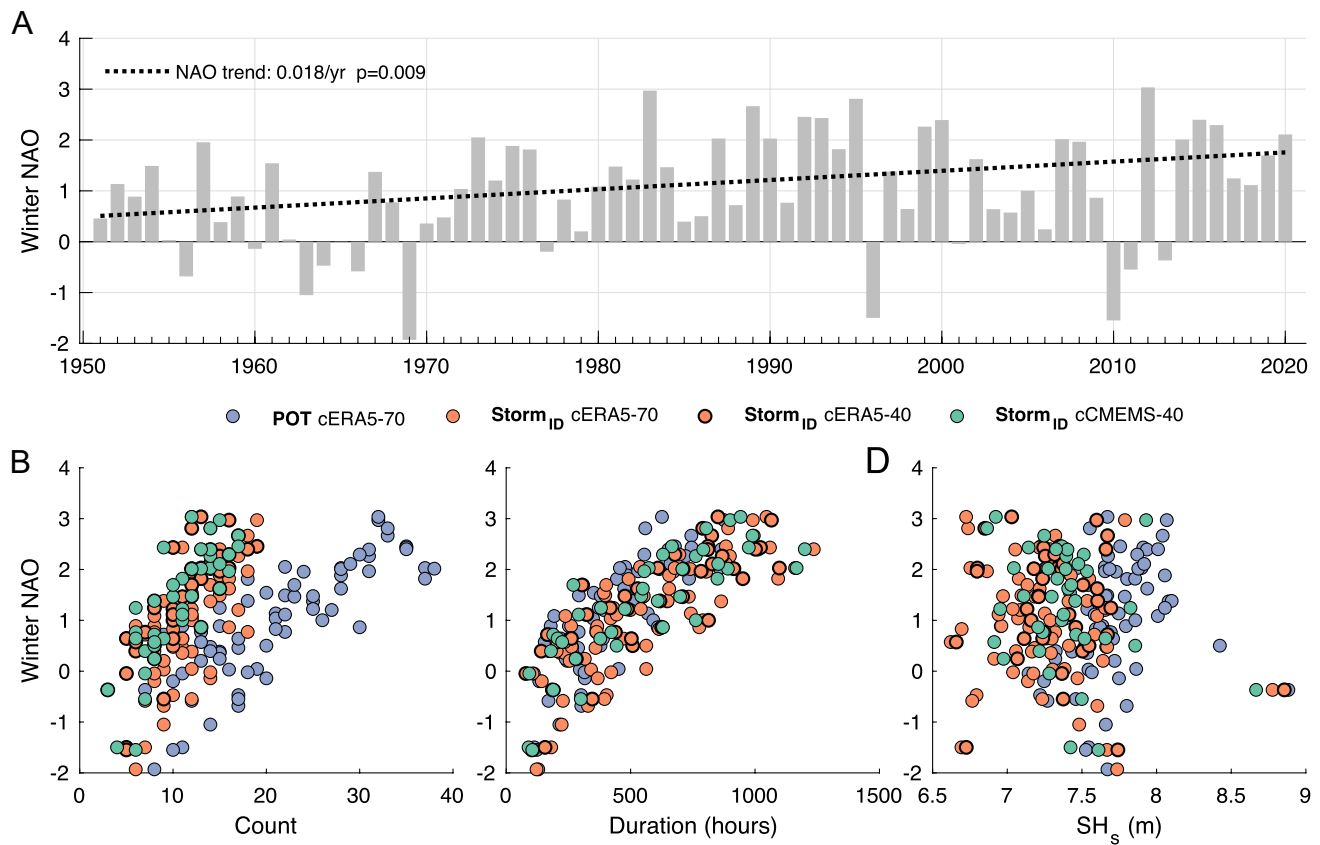 A
Winter NAO
4
3
2
1
0
-1
-2
NAO trend: 0.018/yr p=0.009
1950 1960 1970 1980 1990 2000 2010 2020
POT cERA5-70 Storm_ID cERA5-70 Storm_ID cERA5-40 Storm_ID cCMEMS-40
B
Winter NAO
4
3
2
1
0
-1
-2
0 10 20 30 40
Count
4
3
2
1
0
-1
-2
0 500 1000 1500
Duration (hours)
D
4
3
2
1
0
-1
-2
6.5 7 7.5 8 8.5 9
SH_s (m)